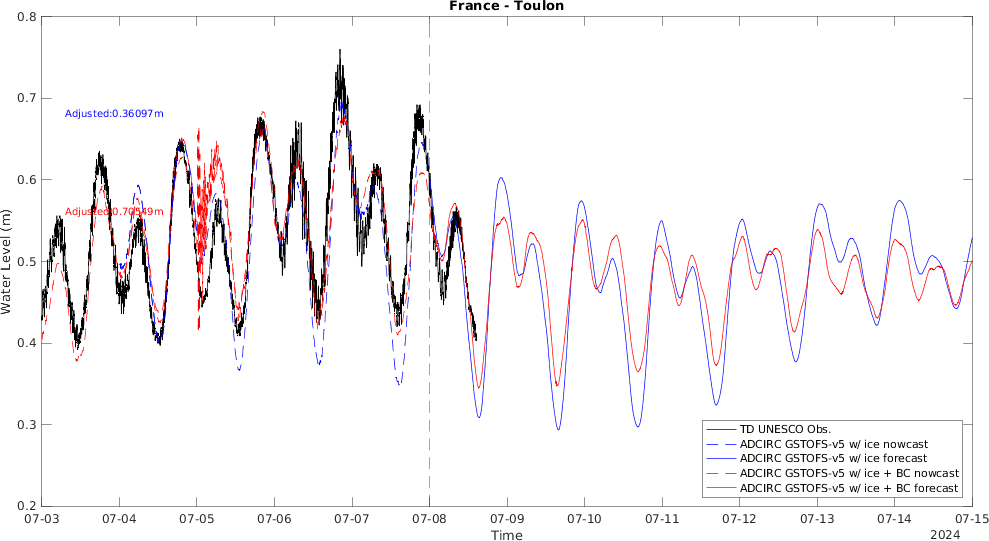 France - Toulon
0.8
0.7
0.6
0.5
0.4
0.3
0.2
Water Level (m)
Adjusted:0.36097m
Adjusted:0.70549m
TD UNESCO Obs.
ADCIRC GSTOFS-v5 w/ ice nowcast
ADCIRC GSTOFS-v5 w/ ice forecast
ADCIRC GSTOFS-v5 w/ ice + BC nowcast
ADCIRC GSTOFS-v5 w/ ice + BC forecast
07-03 07-04 07-05 07-06 07-07 07-08 07-09 07-10 07-11 07-12 07-13 07-14 07-15
Time
2024